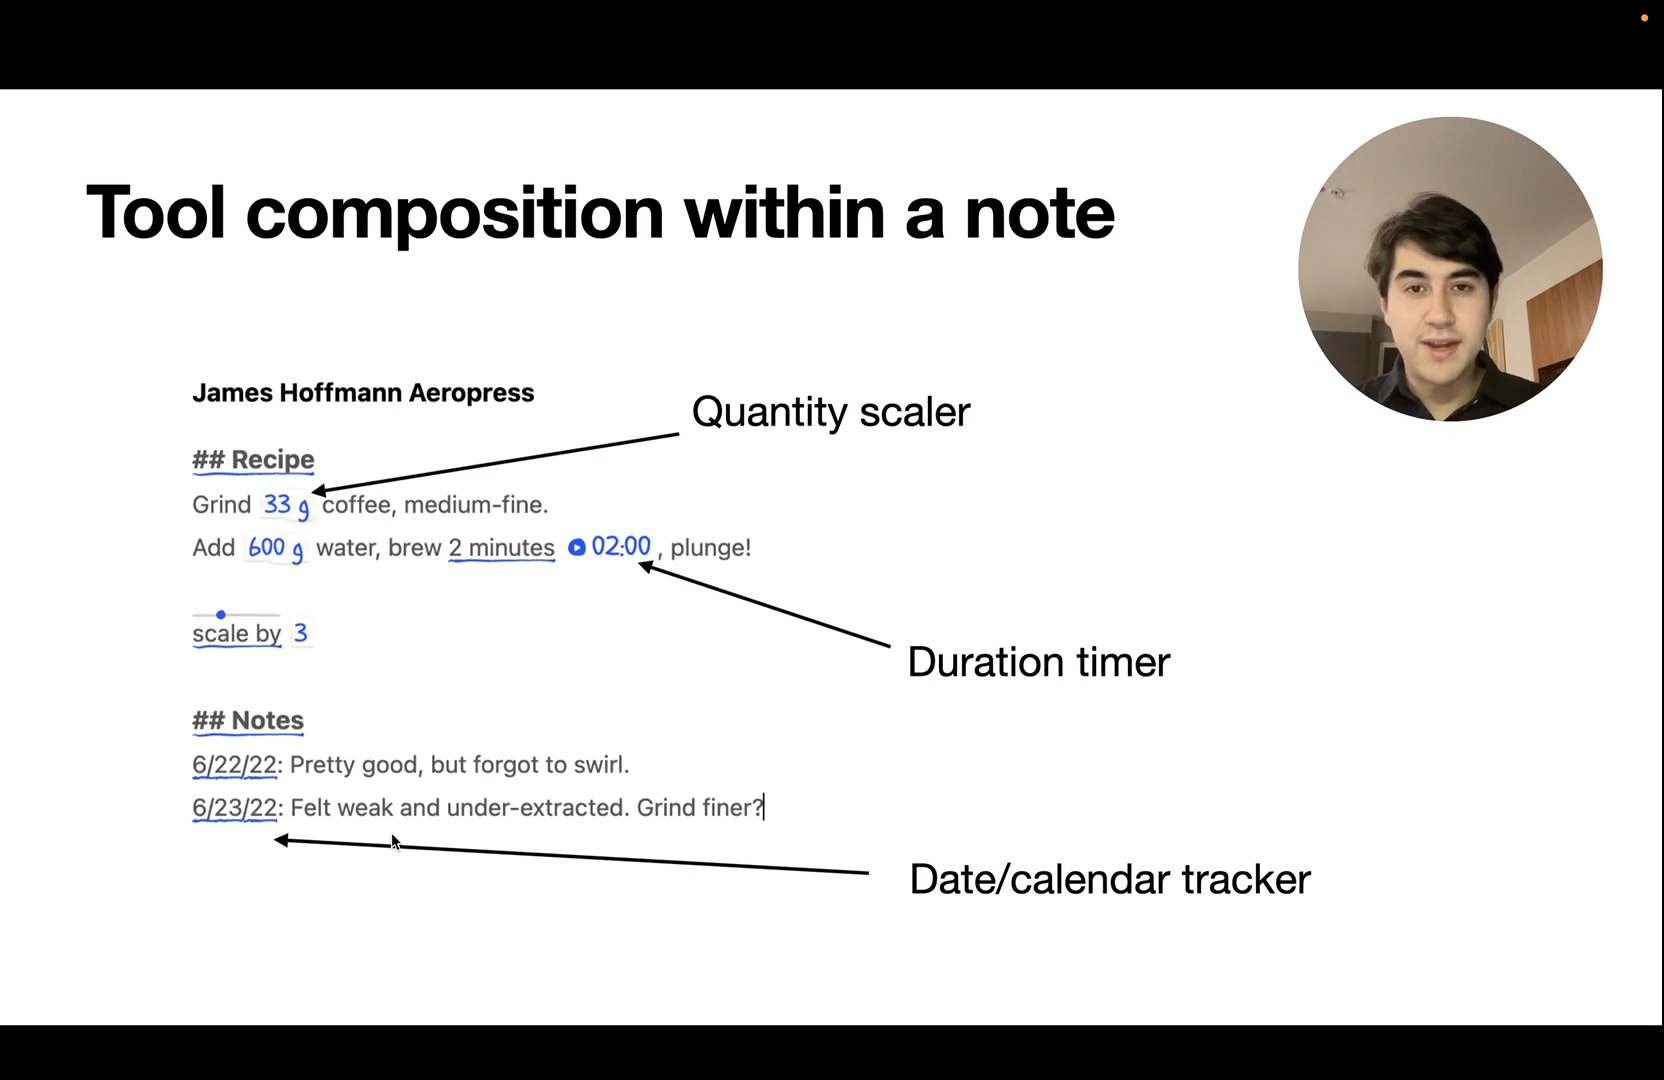 Tool composition within a note
James Hoffmann Aeropress
Quantity scaler
## Recipe
Grind 33 g coffee, medium-fine.
Add 600 g water, brew 2 minutes 02:00 , plunge!
scale by 3
Duration timer
## Notes
6/22/22: Pretty good, but forgot to swirl.
6/23/22: Felt weak and under-extracted. Grind finer?
Date/calendar tracker